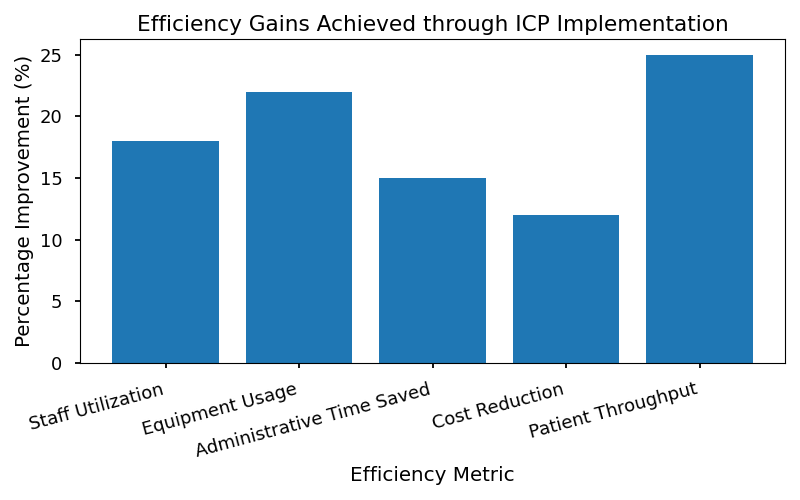 Efficiency Gains Achieved through ICP Implementation
Percentage Improvement (%)
25
20
15
10
5
0
Staff Utilization
Equipment Usage
Administrative Time Saved
Cost Reduction
Patient Throughput
Efficiency Metric